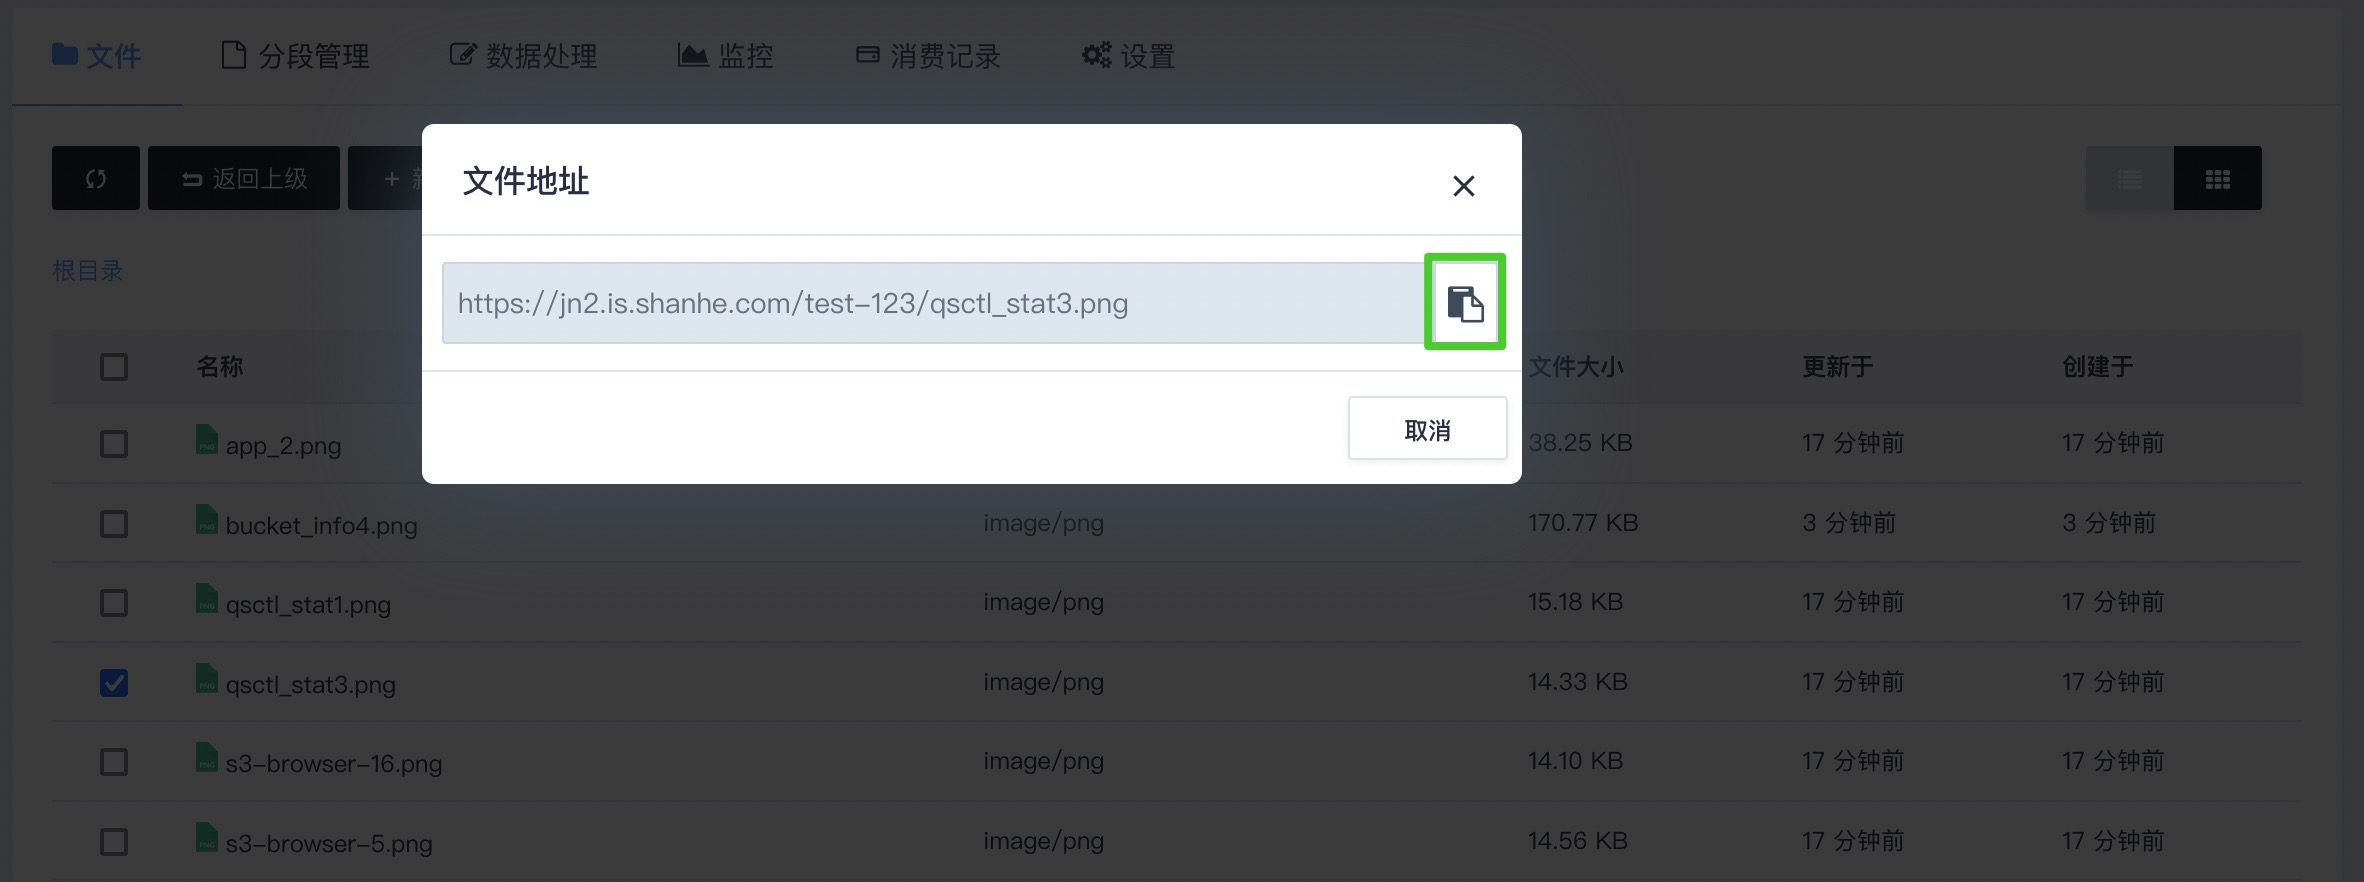 文件 分段管理 数据处理 监控 消费记录 设置
返回上级 +
根目录
文件地址
https://jn2.is.shanhe.com/test-123/qsctl_stat3.png
取消
名称 文件大小 更新于 创建于
app_2.png 38.25 KB 17 分钟前 17 分钟前
bucket_info4.png image/png 170.77 KB 3 分钟前 3 分钟前
qsctl_stat1.png image/png 15.18 KB 17 分钟前 17 分钟前
qsctl_stat3.png image/png 14.33 KB 17 分钟前 17 分钟前
s3-browser-16.png image/png 14.10 KB 17 分钟前 17 分钟前
s3-browser-5.png image/png 14.56 KB 17 分钟前 17 分钟前